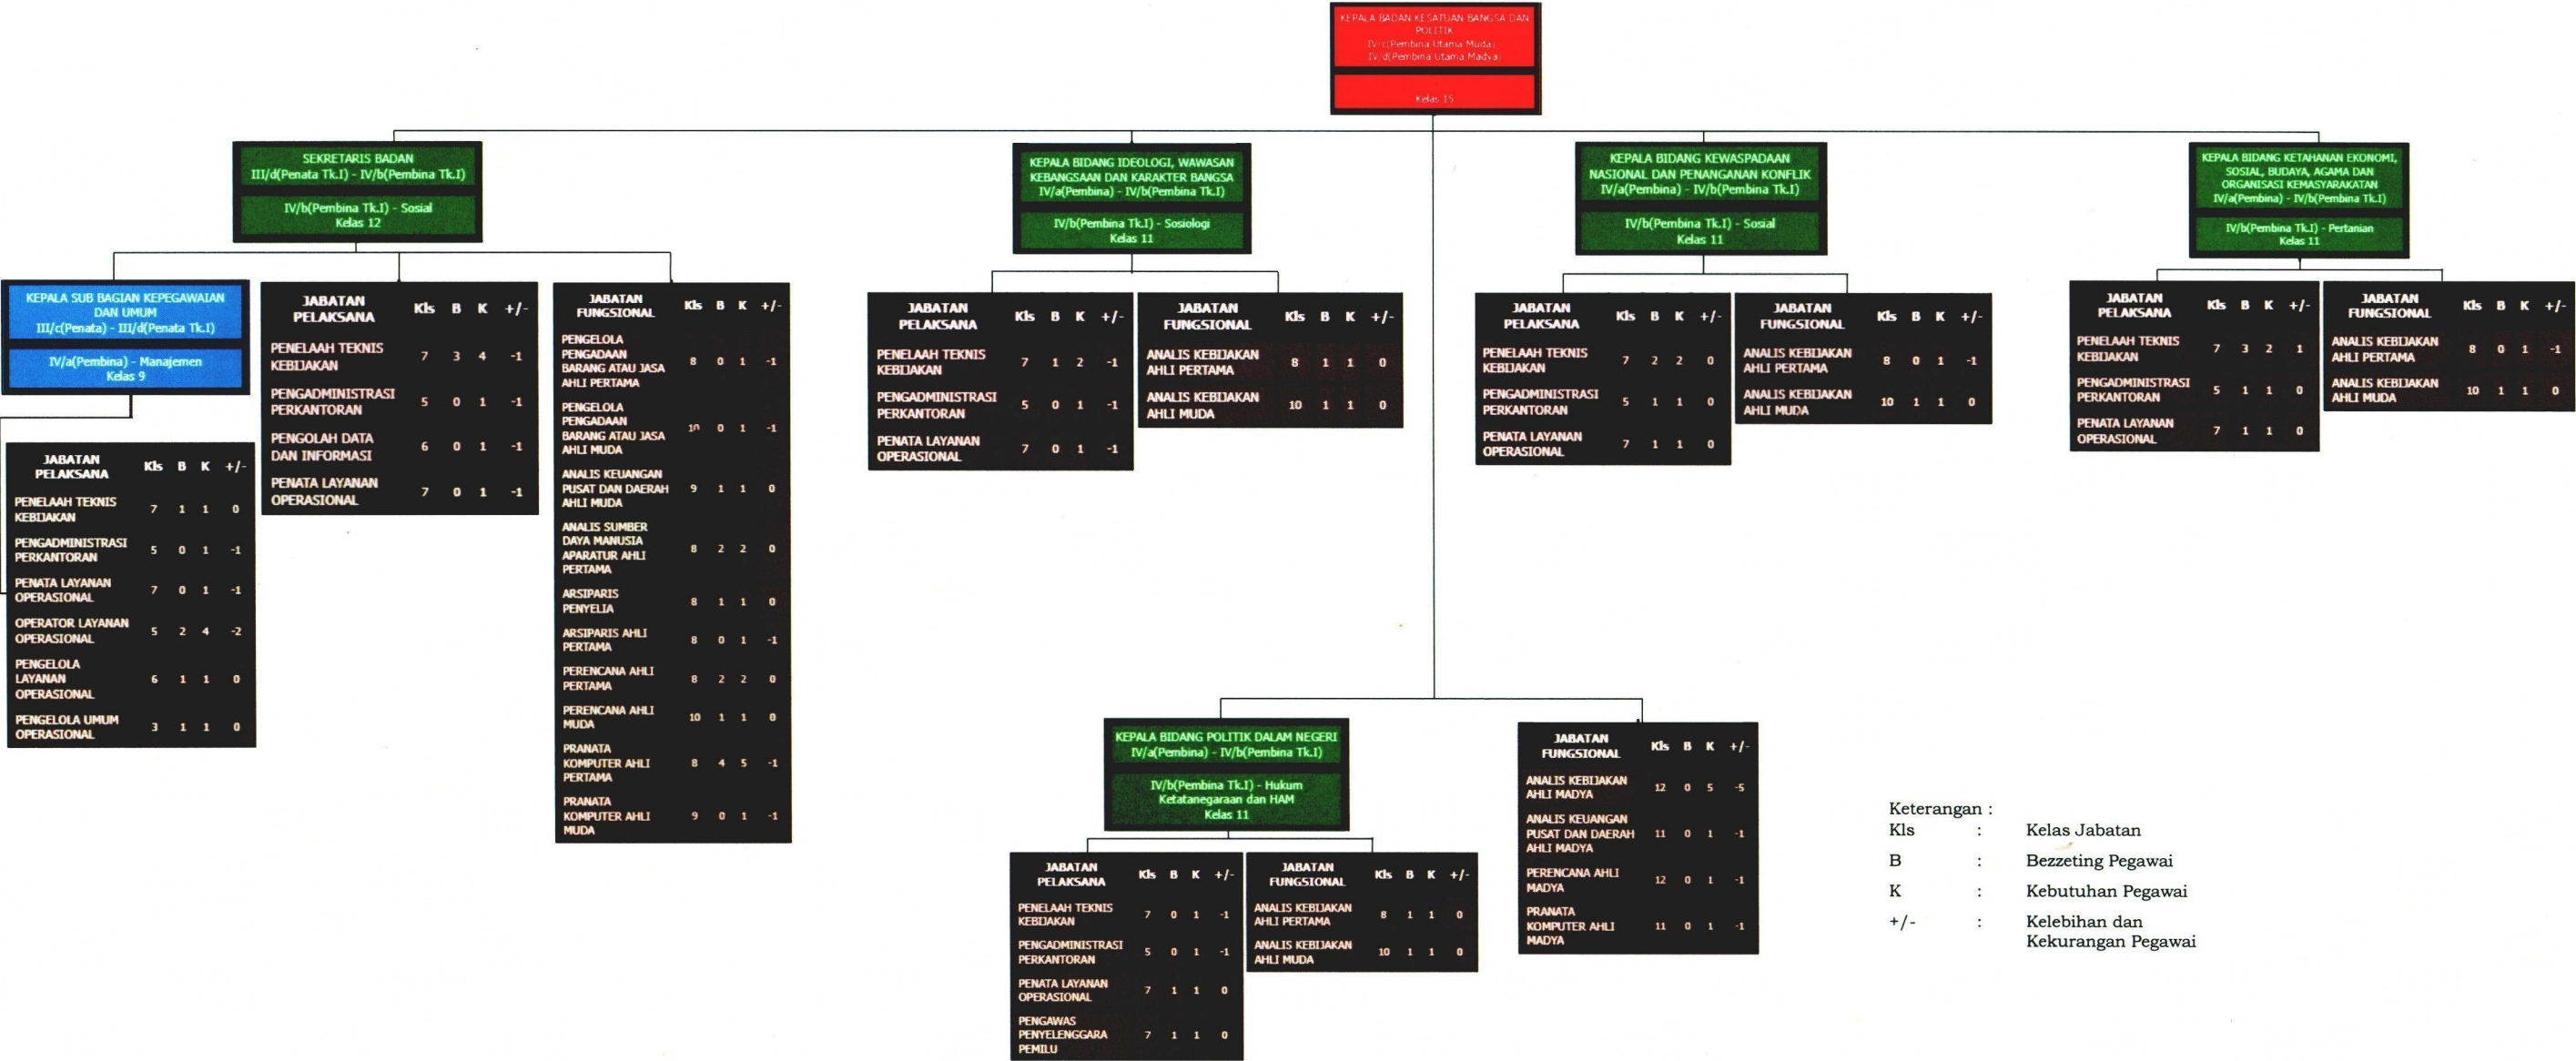 KEPALA BADAN KESATUAN BANGSA DAN
POLITIK
IV/c(Pembina Utama Muda)
IV/d(Pembina Utama Madya)
Kelas 15
SEKRETARIS BADAN
III/d(Penata Tk.I) - IV/b(Pembina Tk.I)
IV/b(Pembina Tk.I) - Sosial
Kelas 12
KEPALA SUB BAGIAN KEPEGAWAIAN
DAN UMUM
III/c(Penata) - III/d(Penata Tk.I)
IV/a(Pembina) - Manajemen
Kelas 9
JABATAN
PELAKSANA Kls B K +/-
PENELAAH TEKNIS
KEBIJAKAN 7 1 1 0
PENGADMINISTRASI
PERKANTORAN 5 0 1 -1
PENATA LAYANAN
OPERASIONAL 7 0 1 -1
OPERATOR LAYANAN
OPERASIONAL 5 2 4 -2
PENGELOLA
LAYANAN
OPERASIONAL 6 1 1 0
PENGELOLA UMUM
OPERASIONAL 3 1 1 0
JABATAN
PELAKSANA Kls B K +/-
PENELAAH TEKNIS
KEBIJAKAN 7 3 4 -1
PENGADMINISTRASI
PERKANTORAN 5 0 1 -1
PENGOLAH DATA
DAN INFORMASI 6 0 1 -1
PENATA LAYANAN
OPERASIONAL 7 0 1 -1
JABATAN
FUNGSIONAL Kls B K +/-
PENGELOLA
PENGADAAN
BARANG ATAU JASA
AHLI PERTAMA 8 0 1 -1
PENGELOLA
PENGADAAN
BARANG ATAU JASA
AHLI MUDA 10 0 1 -1
ANALIS KEUANGAN
PUSAT DAN DAERAH
AHLI MUDA 9 1 1 0
ANALIS SUMBER
DAYA MANUSIA
APARATUR AHLI
PERTAMA 8 2 2 0
ARSIPARIS
PENYELIA 8 1 1 0
ARSIPARIS AHLI
PERTAMA 8 0 1 -1
PERENCANA AHLI
PERTAMA 8 2 2 0
PERENCANA AHLI
MUDA 10 1 1 0
PRANATA
KOMPUTER AHLI
PERTAMA 8 4 5 -1
PRANATA
KOMPUTER AHLI
MUDA 9 0 1 -1
KEPALA BIDANG IDEOLOGI, WAWASAN
KEBANGSAAN DAN KARAKTER BANGSA
IV/a(Pembina) - IV/b(Pembina Tk.I)
IV/b(Pembina Tk.I) - Sosiologi
Kelas 11
JABATAN
PELAKSANA Kls B K +/-
PENELAAH TEKNIS
KEBIJAKAN 7 1 2 -1
PENGADMINISTRASI
PERKANTORAN 5 0 1 -1
PENATA LAYANAN
OPERASIONAL 7 0 1 -1
JABATAN
FUNGSIONAL Kls B K +/-
ANALIS KEBIJAKAN
AHLI PERTAMA 8 1 1 0
ANALIS KEBIJAKAN
AHLI MUDA 10 1 1 0
KEPALA BIDANG KEWASPADAAN
NASIONAL DAN PENANGANAN KONFLIK
IV/a(Pembina) - IV/b(Pembina Tk.I)
IV/b(Pembina Tk.I) - Sosial
Kelas 11
JABATAN
PELAKSANA Kls B K +/-
PENELAAH TEKNIS
KEBIJAKAN 7 2 2 0
PENGADMINISTRASI
PERKANTORAN 5 1 1 0
PENATA LAYANAN
OPERASIONAL 7 1 1 0
JABATAN
FUNGSIONAL Kls B K +/-
ANALIS KEBIJAKAN
AHLI PERTAMA 8 0 1 -1
ANALIS KEBIJAKAN
AHLI MUDA 10 1 1 0
KEPALA BIDANG KETAHANAN EKONOMI,
SOSIAL, BUDAYA, AGAMA DAN
ORGANISASI KEMASYARAKATAN
IV/a(Pembina) - IV/b(Pembina Tk.I)
IV/b(Pembina Tk.I) - Pertanian
Kelas 11
JABATAN
PELAKSANA Kls B K +/-
PENELAAH TEKNIS
KEBIJAKAN 7 3 2 1
PENGADMINISTRASI
PERKANTORAN 5 1 1 0
PENATA LAYANAN
OPERASIONAL 7 1 1 0
JABATAN
FUNGSIONAL Kls B K +/-
ANALIS KEBIJAKAN
AHLI PERTAMA 8 0 1 -1
ANALIS KEBIJAKAN
AHLI MUDA 10 1 1 0
KEPALA BIDANG POLITIK DALAM NEGERI
IV/a(Pembina) - IV/b(Pembina Tk.I)
IV/b(Pembina Tk.I) - Hukum
Ketatanegaraan dan HAM
Kelas 11
JABATAN
PELAKSANA Kls B K +/-
PENELAAH TEKNIS
KEBIJAKAN 7 0 1 -1
PENGADMINISTRASI
PERKANTORAN 5 0 1 -1
PENATA LAYANAN
OPERASIONAL 7 1 1 0
PENGAWAS
PENYELENGGARA
PEMILU 7 1 1 0
JABATAN
FUNGSIONAL Kls B K +/-
ANALIS KEBIJAKAN
AHLI PERTAMA 8 1 1 0
ANALIS KEBIJAKAN
AHLI MUDA 10 1 1 0
JABATAN
FUNGSIONAL Kls B K +/-
ANALIS KEBIJAKAN
AHLI MADYA 12 0 5 -5
ANALIS KEUANGAN
PUSAT DAN DAERAH
AHLI MADYA 11 0 1 -1
PERENCANA AHLI
MADYA 12 0 1 -1
PRANATA
KOMPUTER AHLI
MADYA 11 0 1 -1
Keterangan :
Kls : Kelas Jabatan
B : Bezzeting Pegawai
K : Kebutuhan Pegawai
+/- : Kelebihan dan
Kekurangan Pegawai